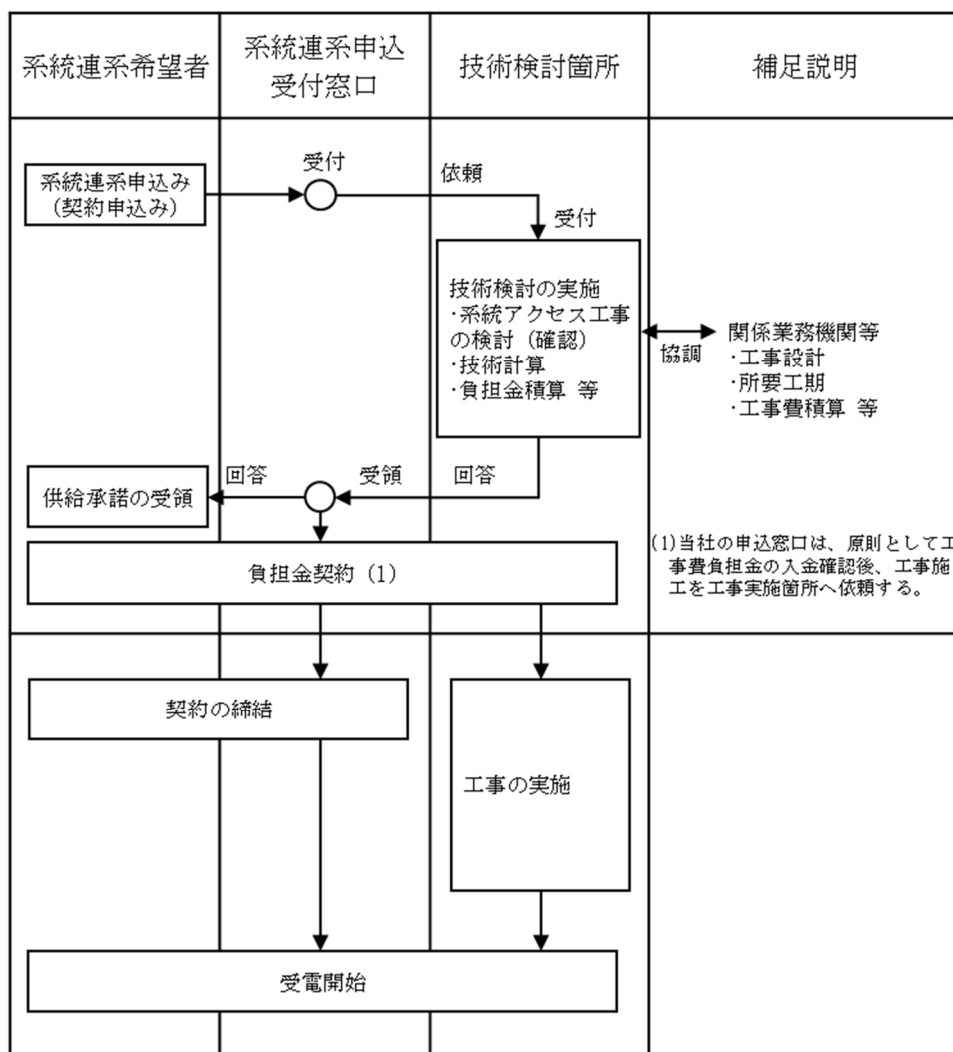 系統連系希望者
系統連系申込
受付窓口
技術検討箇所
補足説明
系統連系申込み
(契約申込み)
受付
依頼
受付
技術検討の実施
・系統アクセス工事
の検討 (確認)
・技術計算
・負担金積算 等
協調
関係業務機関等
・工事設計
・所要工期
・工事費積算 等
供給承諾の受領
回答
受領
回答
負担金契約 (1)
(1)当社の申込窓口は、原則として工
事費負担金の入金確認後、工事施
工を工事実施箇所へ依頼する。
契約の締結
工事の実施
受電開始